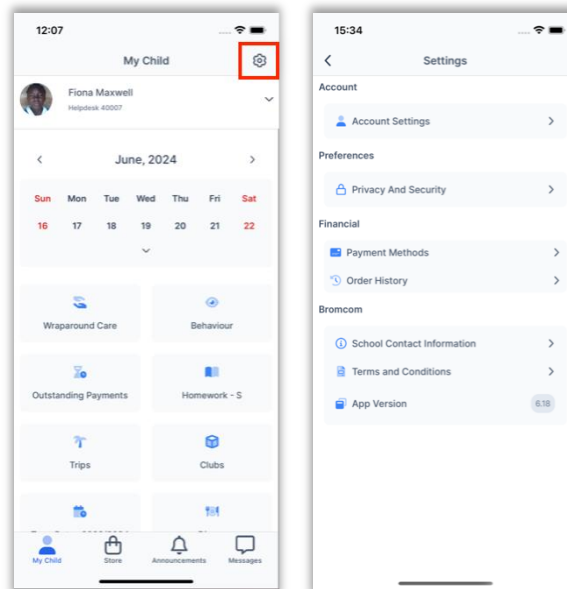 12:07
My Child
Fiona Maxwell
Helpdesk 40007
June, 2024
Sun Mon Tue Wed Thu Fri Sat
16 17 18 19 20 21 22
Wraparound Care
Behaviour
Outstanding Payments
Homework - S
Trips
Clubs
My Child
Store
Announcements
Messages
15:34
Settings
Account
Account Settings
Preferences
Privacy And Security
Financial
Payment Methods
Order History
Bromcom
School Contact Information
Terms and Conditions
App Version
6.18